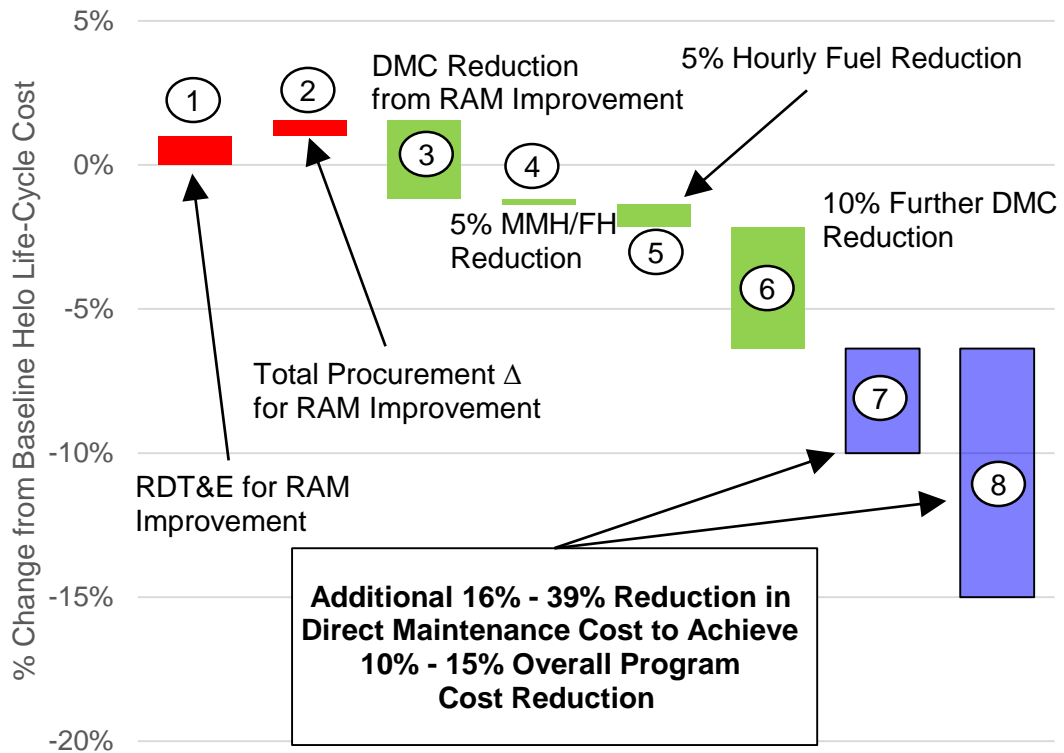 5%
0%
-5%
-10%
-15%
-20%
% Change from Baseline Helo Life-Cycle Cost
1
2
DMC Reduction
from RAM Improvement
5% Hourly Fuel Reduction
3
4
5% MMH/FH
Reduction
5
10% Further DMC
Reduction
6
Total Procurement Δ
for RAM Improvement
7
RDT&E for RAM
Improvement
8
Additional 16% - 39% Reduction in
Direct Maintenance Cost to Achieve
10% - 15% Overall Program
Cost Reduction